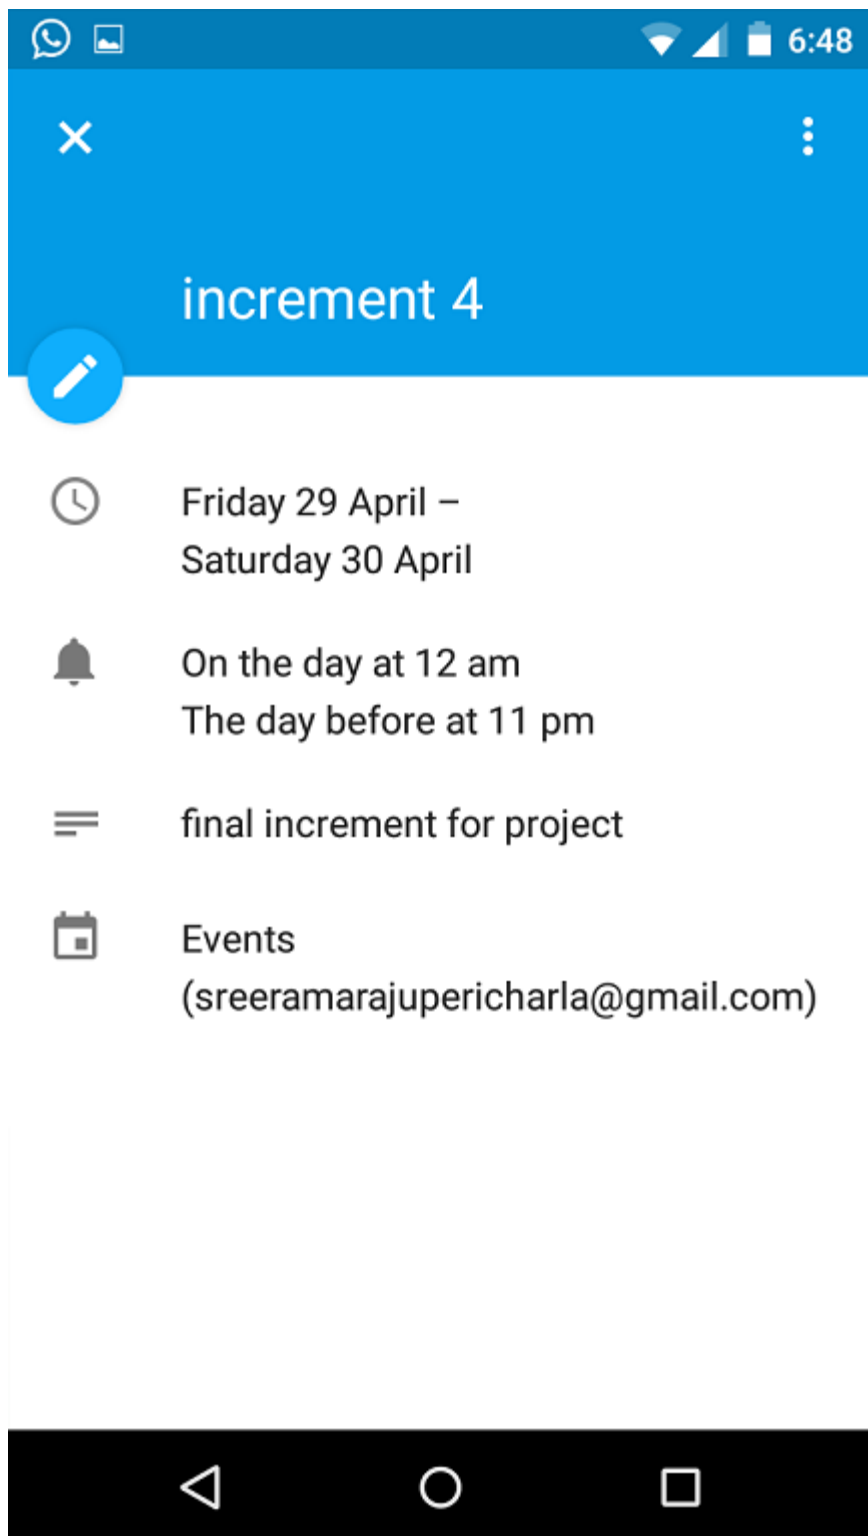 6:48
increment 4
Friday 29 April –
Saturday 30 April
On the day at 12 am
The day before at 11 pm
final increment for project
Events
(sreeramarajupericharla@gmail.com)